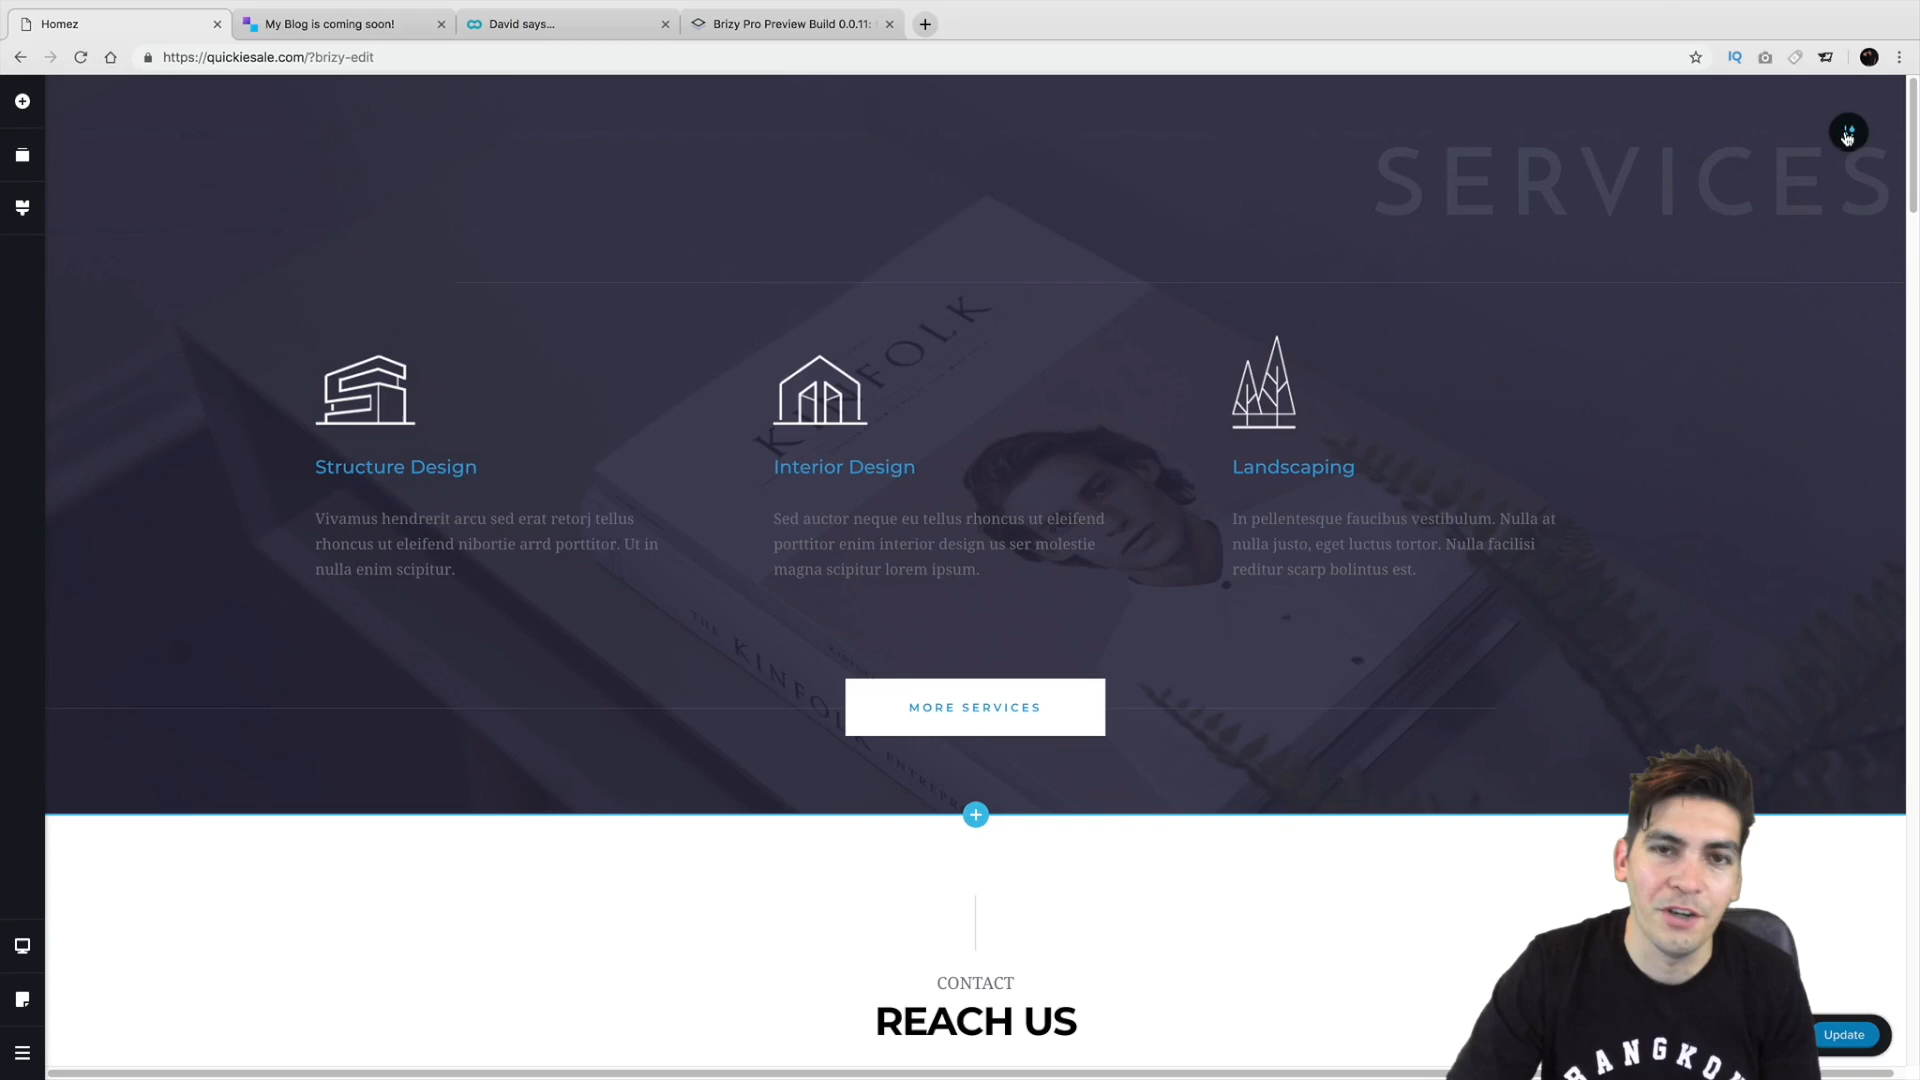 Homez
My Blog is coming soon!
David says...
Brizy Pro Preview Build 0.0.11:
https://quickiesale.com/?brizy-edit
IQ
SERVICES
KINFOLK
Structure Design
Interior Design
Landscaping
Vivamus hendrerit arcu sed erat retorj tellus
rhoncus ut eleifend nibortie arrd porttitor. Ut in
nulla enim scipitur.
Sed auctor neque eu tellus rhoncus ut eleifend
porttitor enim interior design us ser molestie
magna scipitur lorem ipsum.
In pellentesque faucibus vestibulum. Nulla at
nulla justo, eget luctus tortor. Nulla facilisi
reditur scarp bolintus est.
THE
KINFOLK
MORE SERVICES
CONTACT
REACH US
Update